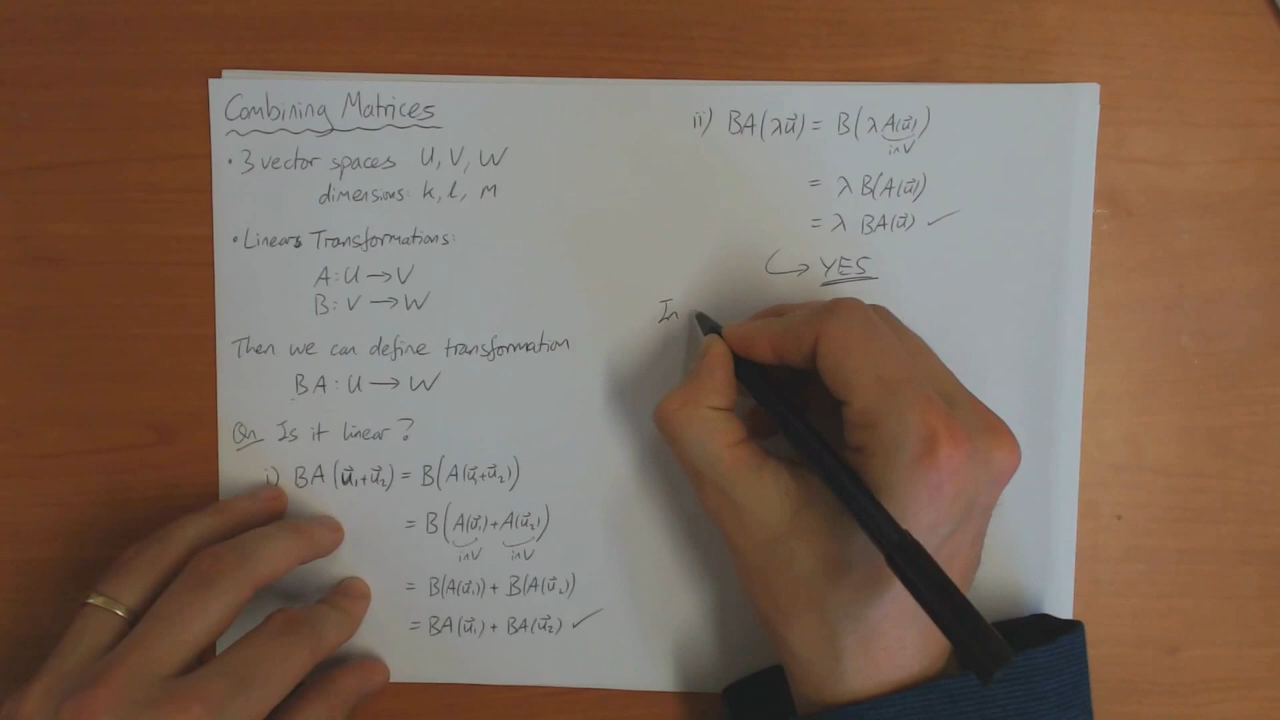 Combining Matrices
• 3 vector spaces U, V, W
dimensions: k, l, m
• Linears Transformations:
A: U → V
B: V → W
Then we can define transformation
BA: U → W
Qn Is it linear?
i) BA(u⃗₁+u⃗₂) = B(A(u⃗₁+u⃗₂))
= B(A(u⃗₁)+A(u⃗₂))
in V in V
= B(A(u⃗₁)) + B(A(u⃗₂))
= BA(u⃗₁) + BA(u⃗₂) ✓
ii) BA(λu⃗) = B(λ A(u⃗))
in V
= λ B(A(u⃗))
= λ BA(u⃗) ✓
↪ YES
In